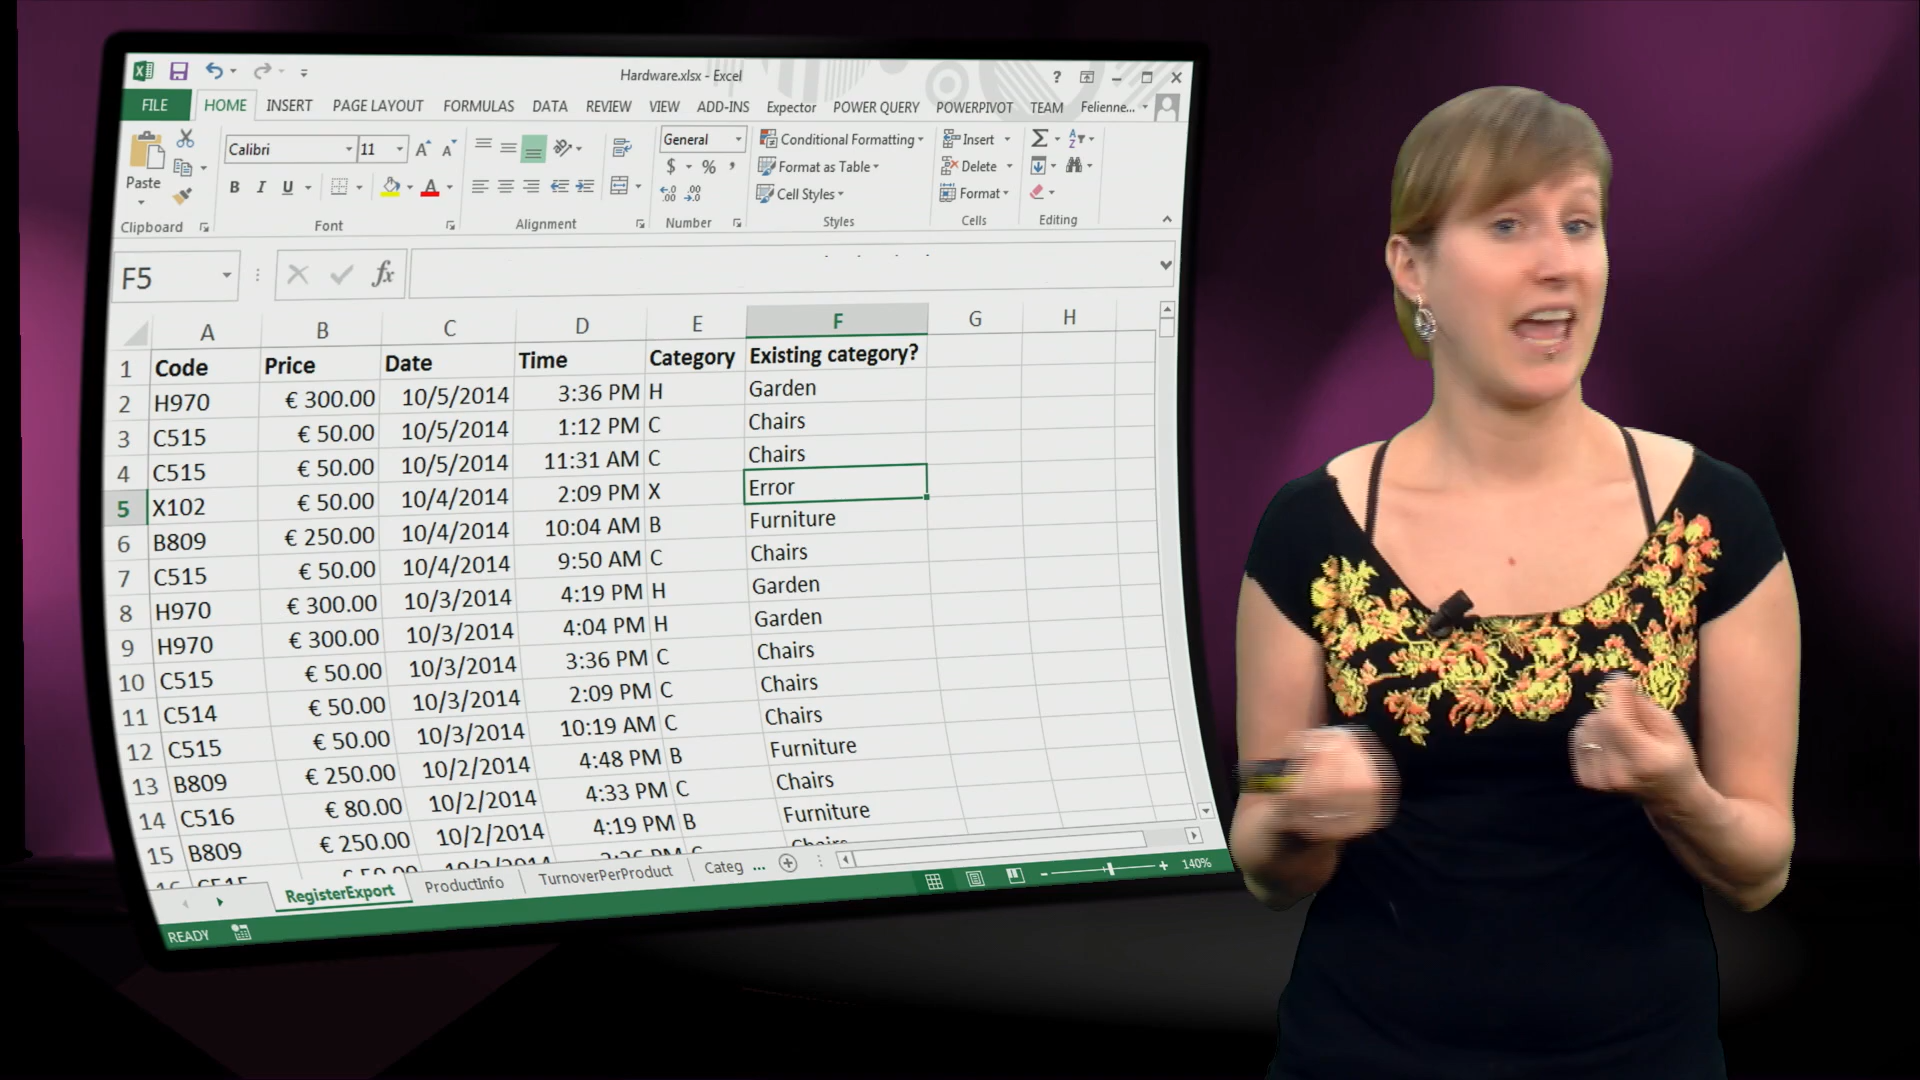 Hardware.xlsx - Excel
?
FILE HOME INSERT PAGE LAYOUT FORMULAS DATA REVIEW VIEW ADD-INS Expector POWER QUERY POWERPIVOT TEAM Felienne...
Paste
Calibri 11
B I U
General
$ % ,
Conditional Formatting
Format as Table
Cell Styles
Insert
Delete
Format
Clipboard Font Alignment Number Styles Cells Editing
F5 fx
A B C D E F G H
1 Code Price Date Time Category Existing category?
2 H970 € 300.00 10/5/2014 3:36 PM H Garden
3 C515 € 50.00 10/5/2014 1:12 PM C Chairs
4 C515 € 50.00 10/5/2014 11:31 AM C Chairs
5 X102 € 50.00 10/4/2014 2:09 PM X Error
6 B809 € 250.00 10/4/2014 10:04 AM B Furniture
7 C515 € 50.00 10/4/2014 9:50 AM C Chairs
8 H970 € 300.00 10/3/2014 4:19 PM H Garden
9 H970 € 300.00 10/3/2014 4:04 PM H Garden
10 C515 € 50.00 10/3/2014 3:36 PM C Chairs
11 C514 € 50.00 10/3/2014 2:09 PM C Chairs
12 C515 € 50.00 10/3/2014 10:19 AM C Chairs
13 B809 € 250.00 10/2/2014 4:48 PM B Furniture
14 C516 € 80.00 10/2/2014 4:33 PM C Chairs
15 B809 € 250.00 10/2/2014 4:19 PM B Furniture
RegisterExport ProductInfo TurnoverPerProduct Categ ...
READY 140%